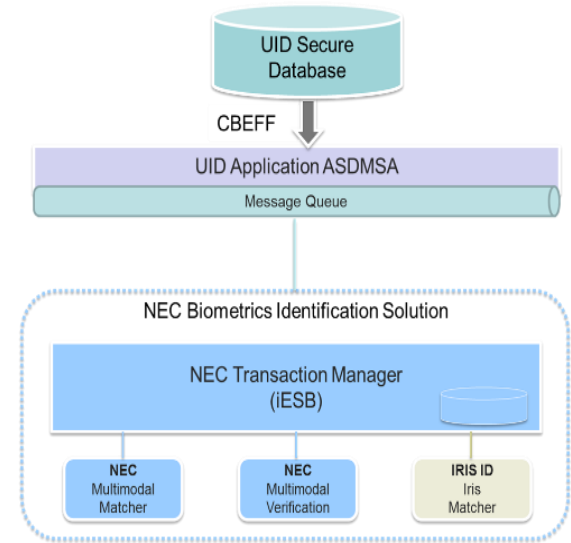 UID Secure
Database
CBEFF
UID Application ASDMSA
Message Queue
NEC Biometrics Identification Solution
NEC Transaction Manager
(iESB)
NEC
Multimodal
Matcher
NEC
Multimodal
Verification
IRIS ID
Iris
Matcher